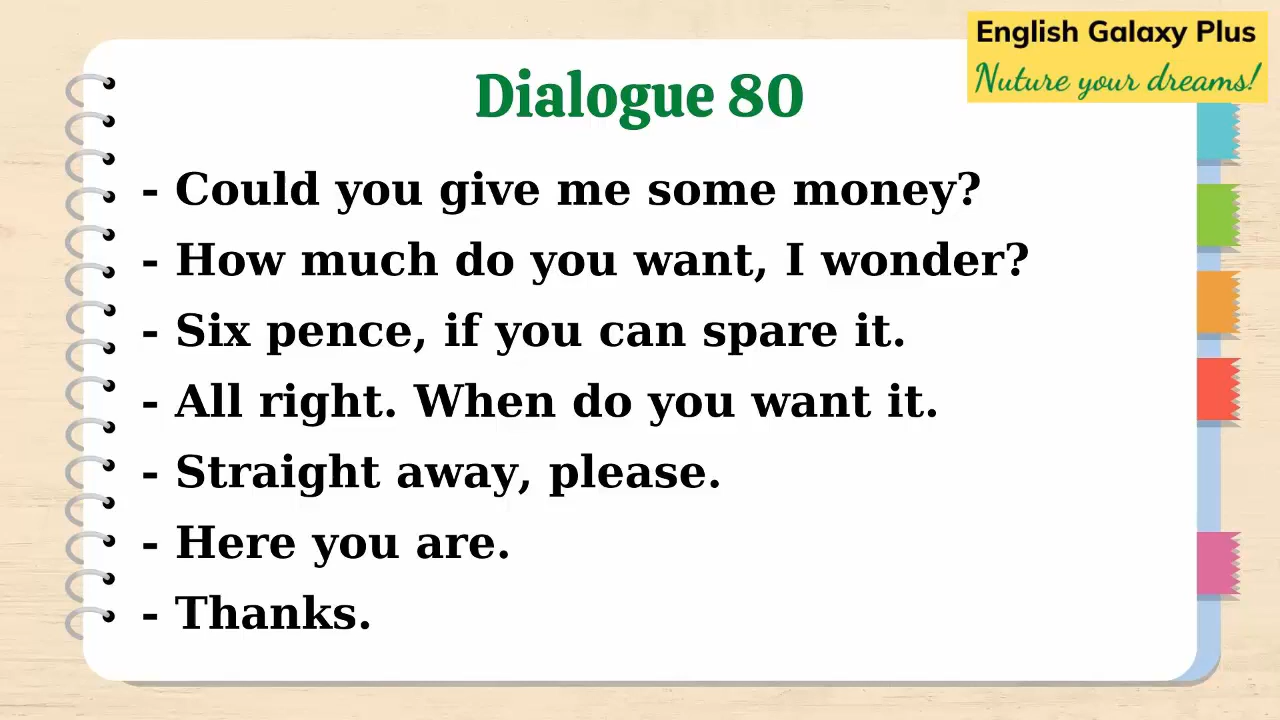 English Galaxy Plus
Nuture your dreams!
Dialogue 80
- Could you give me some money?
- How much do you want, I wonder?
- Six pence, if you can spare it.
- All right. When do you want it.
- Straight away, please.
- Here you are.
- Thanks.